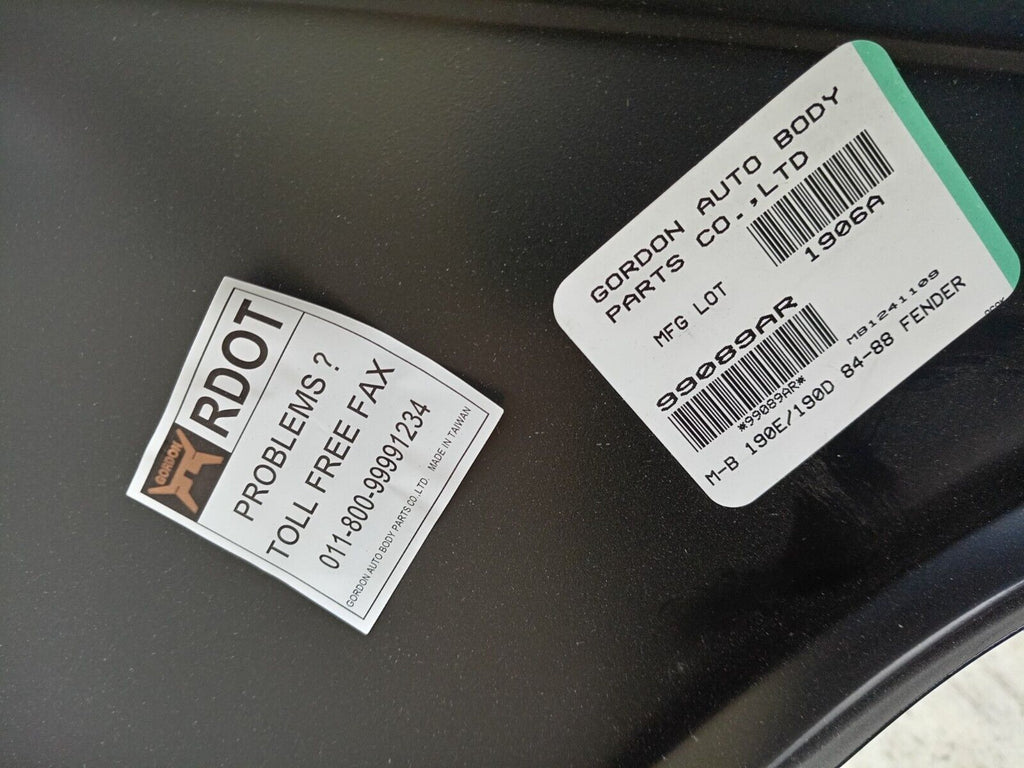 GORDON
RDOT
PROBLEMS ?
TOLL FREE FAX
011-800-99991234
GORDON AUTO BODY PARTS CO.,LTD. MADE IN TAIWAN
GORDON AUTO BODY
PARTS CO.,LTD
MFG LOT
1906A
99089AR
*99089AR*
MB1241109
M-B 190E/190D 84-88 FENDER